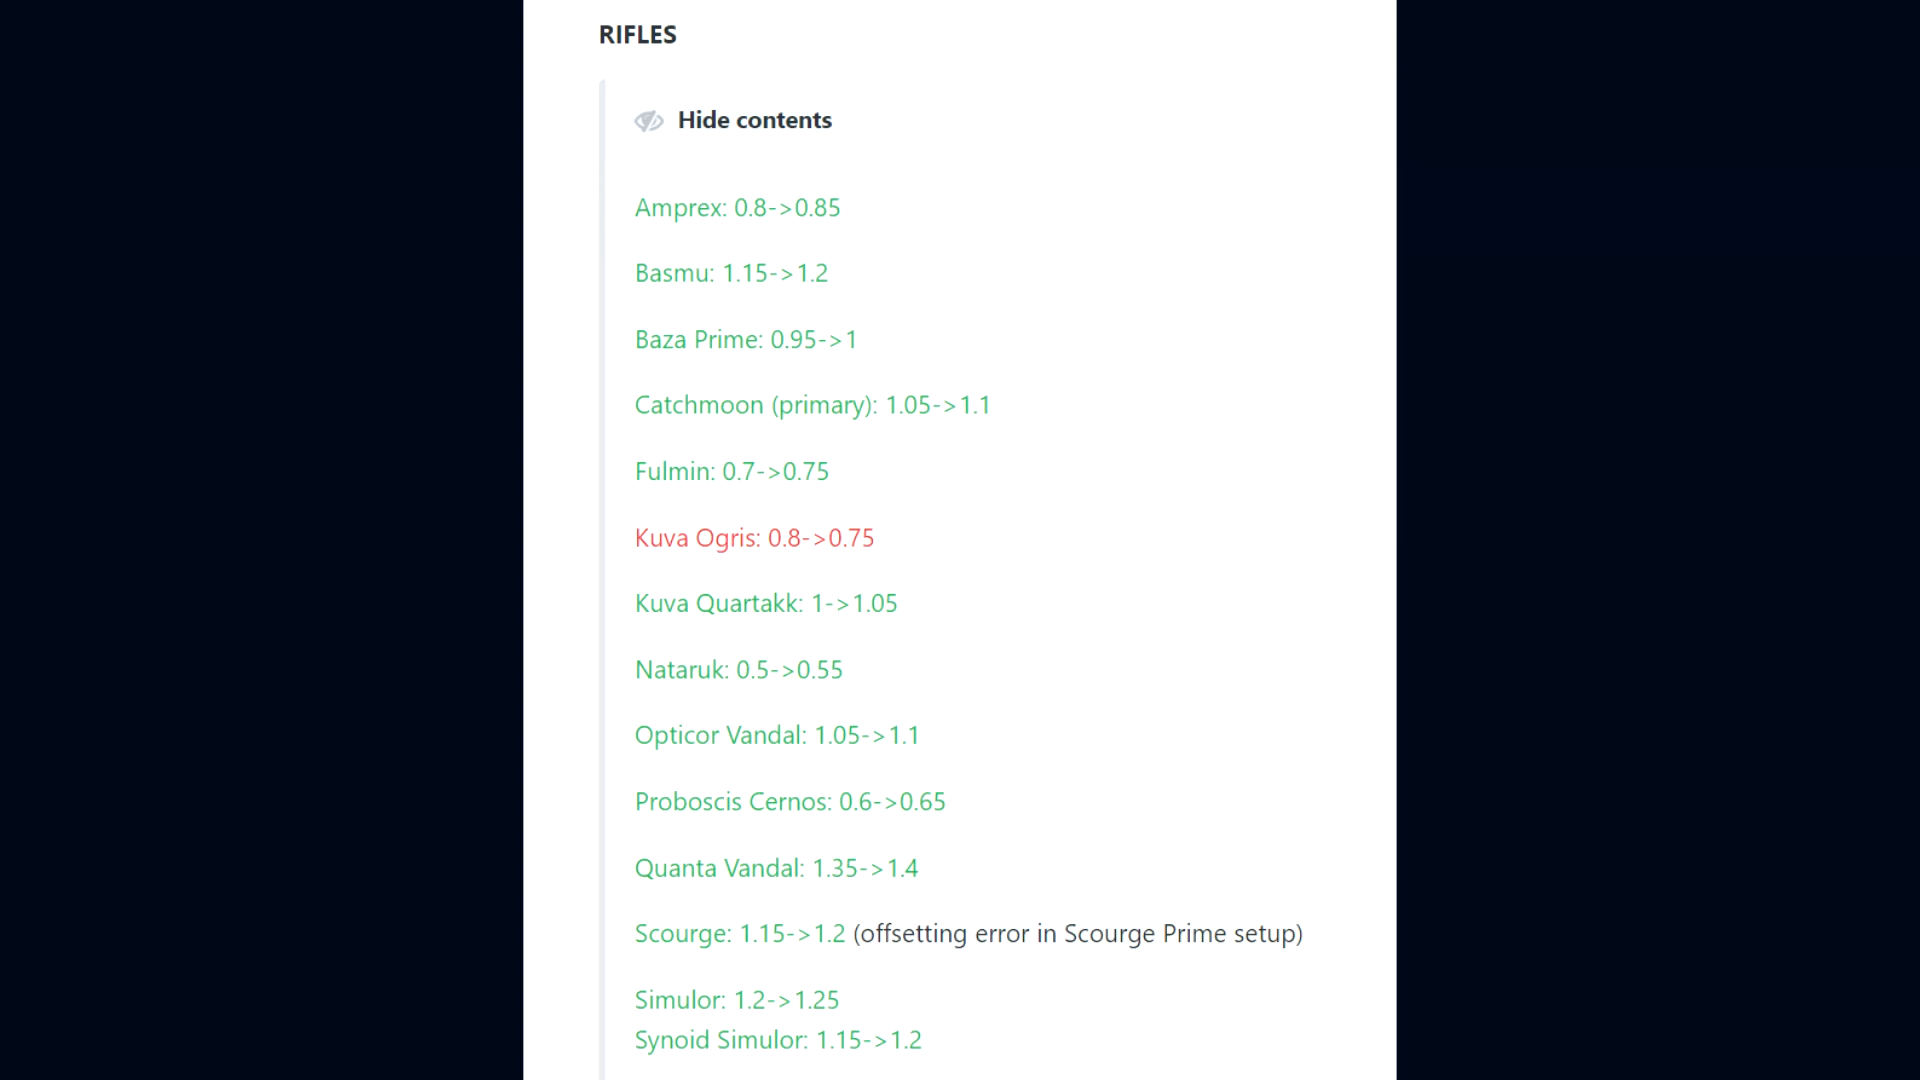 RIFLES
Hide contents
Amprex: 0.8->0.85
Basmu: 1.15->1.2
Baza Prime: 0.95->1
Catchmoon (primary): 1.05->1.1
Fulmin: 0.7->0.75
Kuva Ogris: 0.8->0.75
Kuva Quartakk: 1->1.05
Nataruk: 0.5->0.55
Opticor Vandal: 1.05->1.1
Proboscis Cernos: 0.6->0.65
Quanta Vandal: 1.35->1.4
Scourge: 1.15->1.2 (offsetting error in Scourge Prime setup)
Simulor: 1.2->1.25
Synoid Simulor: 1.15->1.2